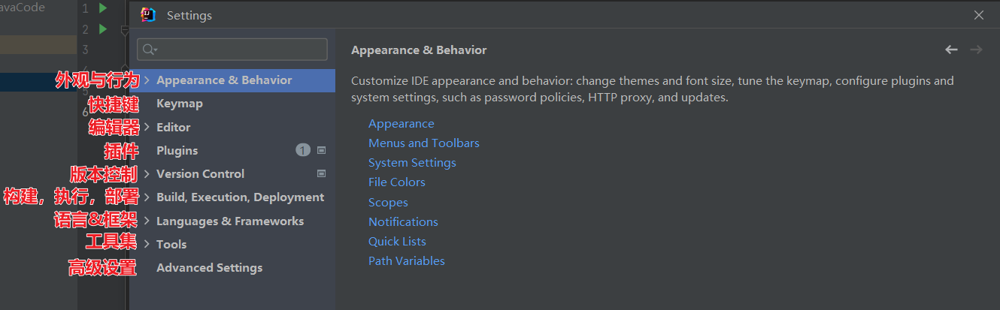 avaCode
1
2
3
5
6
Settings
外观与行为
Appearance & Behavior
快捷键
Keymap
编辑器
Editor
插件
Plugins
1
版本控制
Version Control
构建，执行，部署
Build, Execution, Deployment
语言&框架
Languages & Frameworks
工具集
Tools
高级设置
Advanced Settings
Appearance & Behavior
Customize IDE appearance and behavior: change themes and font size, tune the keymap, configure plugins and
system settings, such as password policies, HTTP proxy, and updates.
Appearance
Menus and Toolbars
System Settings
File Colors
Scopes
Notifications
Quick Lists
Path Variables